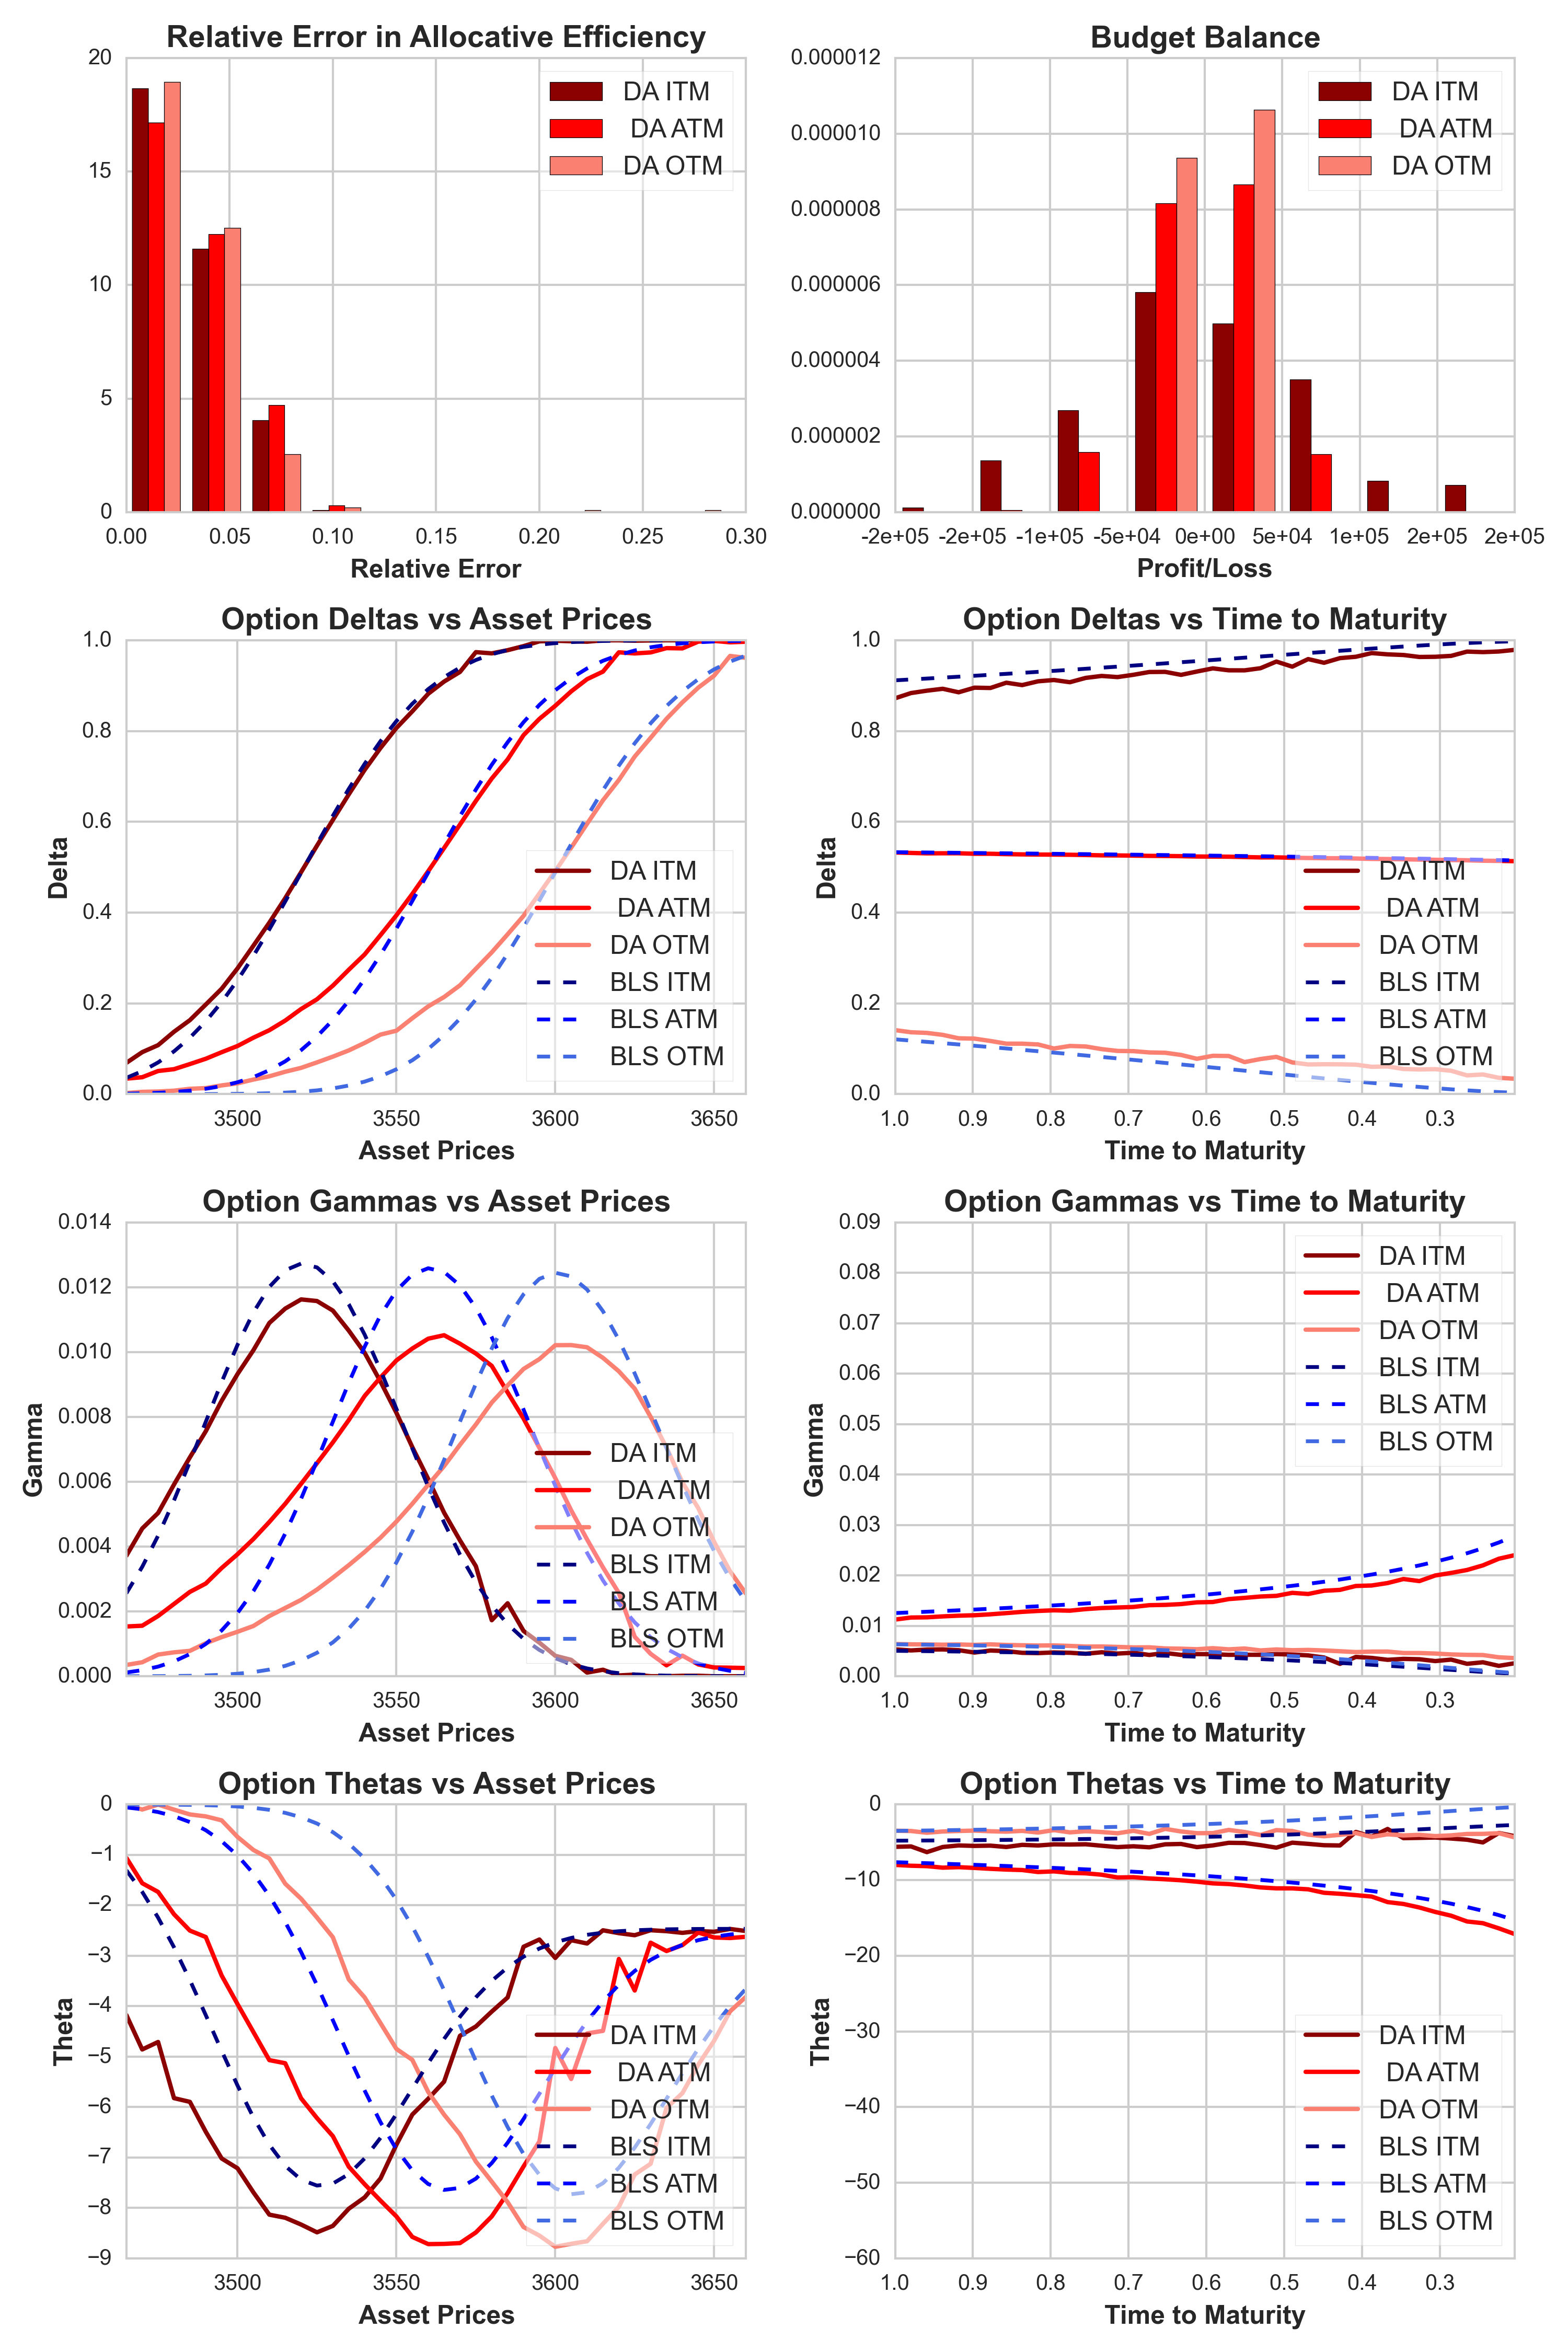 Relative Error in Allocative Efficiency
20
15
10
5
0
0.00 0.05 0.10 0.15 0.20 0.25 0.30
Relative Error
DA ITM
DA ATM
DA OTM
Budget Balance
0.000012
0.000010
0.000008
0.000006
0.000004
0.000002
0.000000
-2e+05 -2e+05 -1e+05 -5e+04 0e+00 5e+04 1e+05 2e+05 2e+05
Profit/Loss
DA ITM
DA ATM
DA OTM
Option Deltas vs Asset Prices
1.0
0.8
0.6
0.4
0.2
0.0
Delta
3500 3550 3600 3650
Asset Prices
DA ITM
DA ATM
DA OTM
BLS ITM
BLS ATM
BLS OTM
Option Deltas vs Time to Maturity
1.0
0.8
0.6
0.4
0.2
0.0
Delta
1.0 0.9 0.8 0.7 0.6 0.5 0.4 0.3
Time to Maturity
DA ITM
DA ATM
DA OTM
BLS ITM
BLS ATM
BLS OTM
Option Gammas vs Asset Prices
0.014
0.012
0.010
0.008
0.006
0.004
0.002
0.000
Gamma
3500 3550 3600 3650
Asset Prices
DA ITM
DA ATM
DA OTM
BLS ITM
BLS ATM
BLS OTM
Option Gammas vs Time to Maturity
0.09
0.08
0.07
0.06
0.05
0.04
0.03
0.02
0.01
0.00
Gamma
1.0 0.9 0.8 0.7 0.6 0.5 0.4 0.3
Time to Maturity
DA ITM
DA ATM
DA OTM
BLS ITM
BLS ATM
BLS OTM
Option Thetas vs Asset Prices
0
−1
−2
−3
−4
−5
−6
−7
−8
−9
Theta
3500 3550 3600 3650
Asset Prices
DA ITM
DA ATM
DA OTM
BLS ITM
BLS ATM
BLS OTM
Option Thetas vs Time to Maturity
0
−10
−20
−30
−40
−50
−60
Theta
1.0 0.9 0.8 0.7 0.6 0.5 0.4 0.3
Time to Maturity
DA ITM
DA ATM
DA OTM
BLS ITM
BLS ATM
BLS OTM